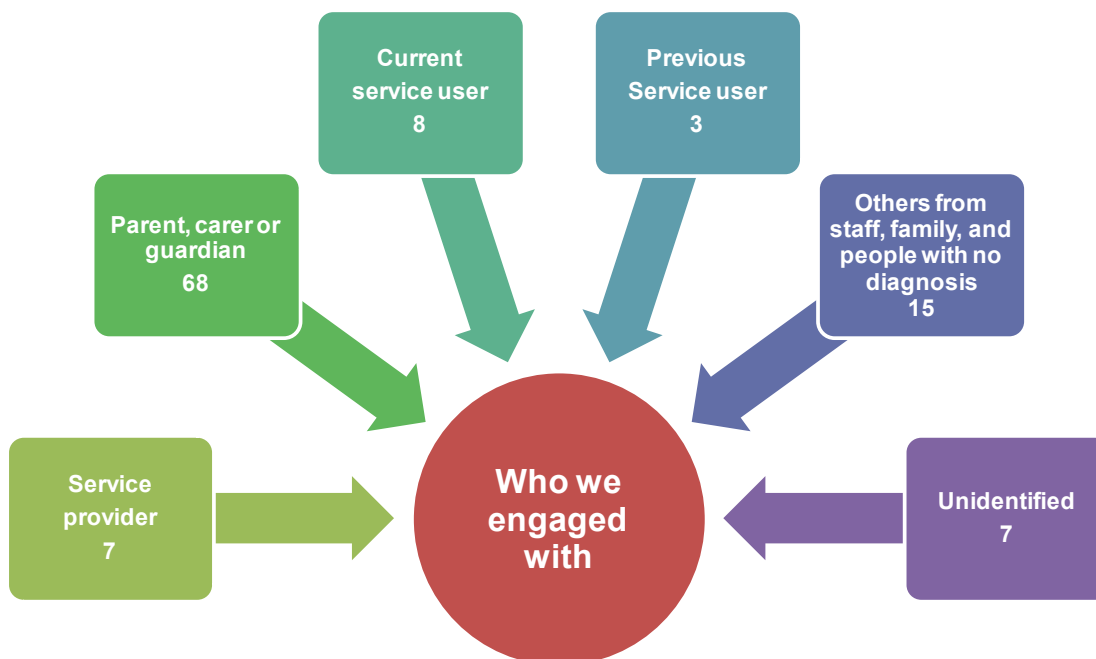 Current
service user
8
Previous
Service user
3
Parent, carer or
guardian
68
Others from
staff, family, and
people with no
diagnosis
15
Service
provider
7
Who we
engaged
with
Unidentified
7